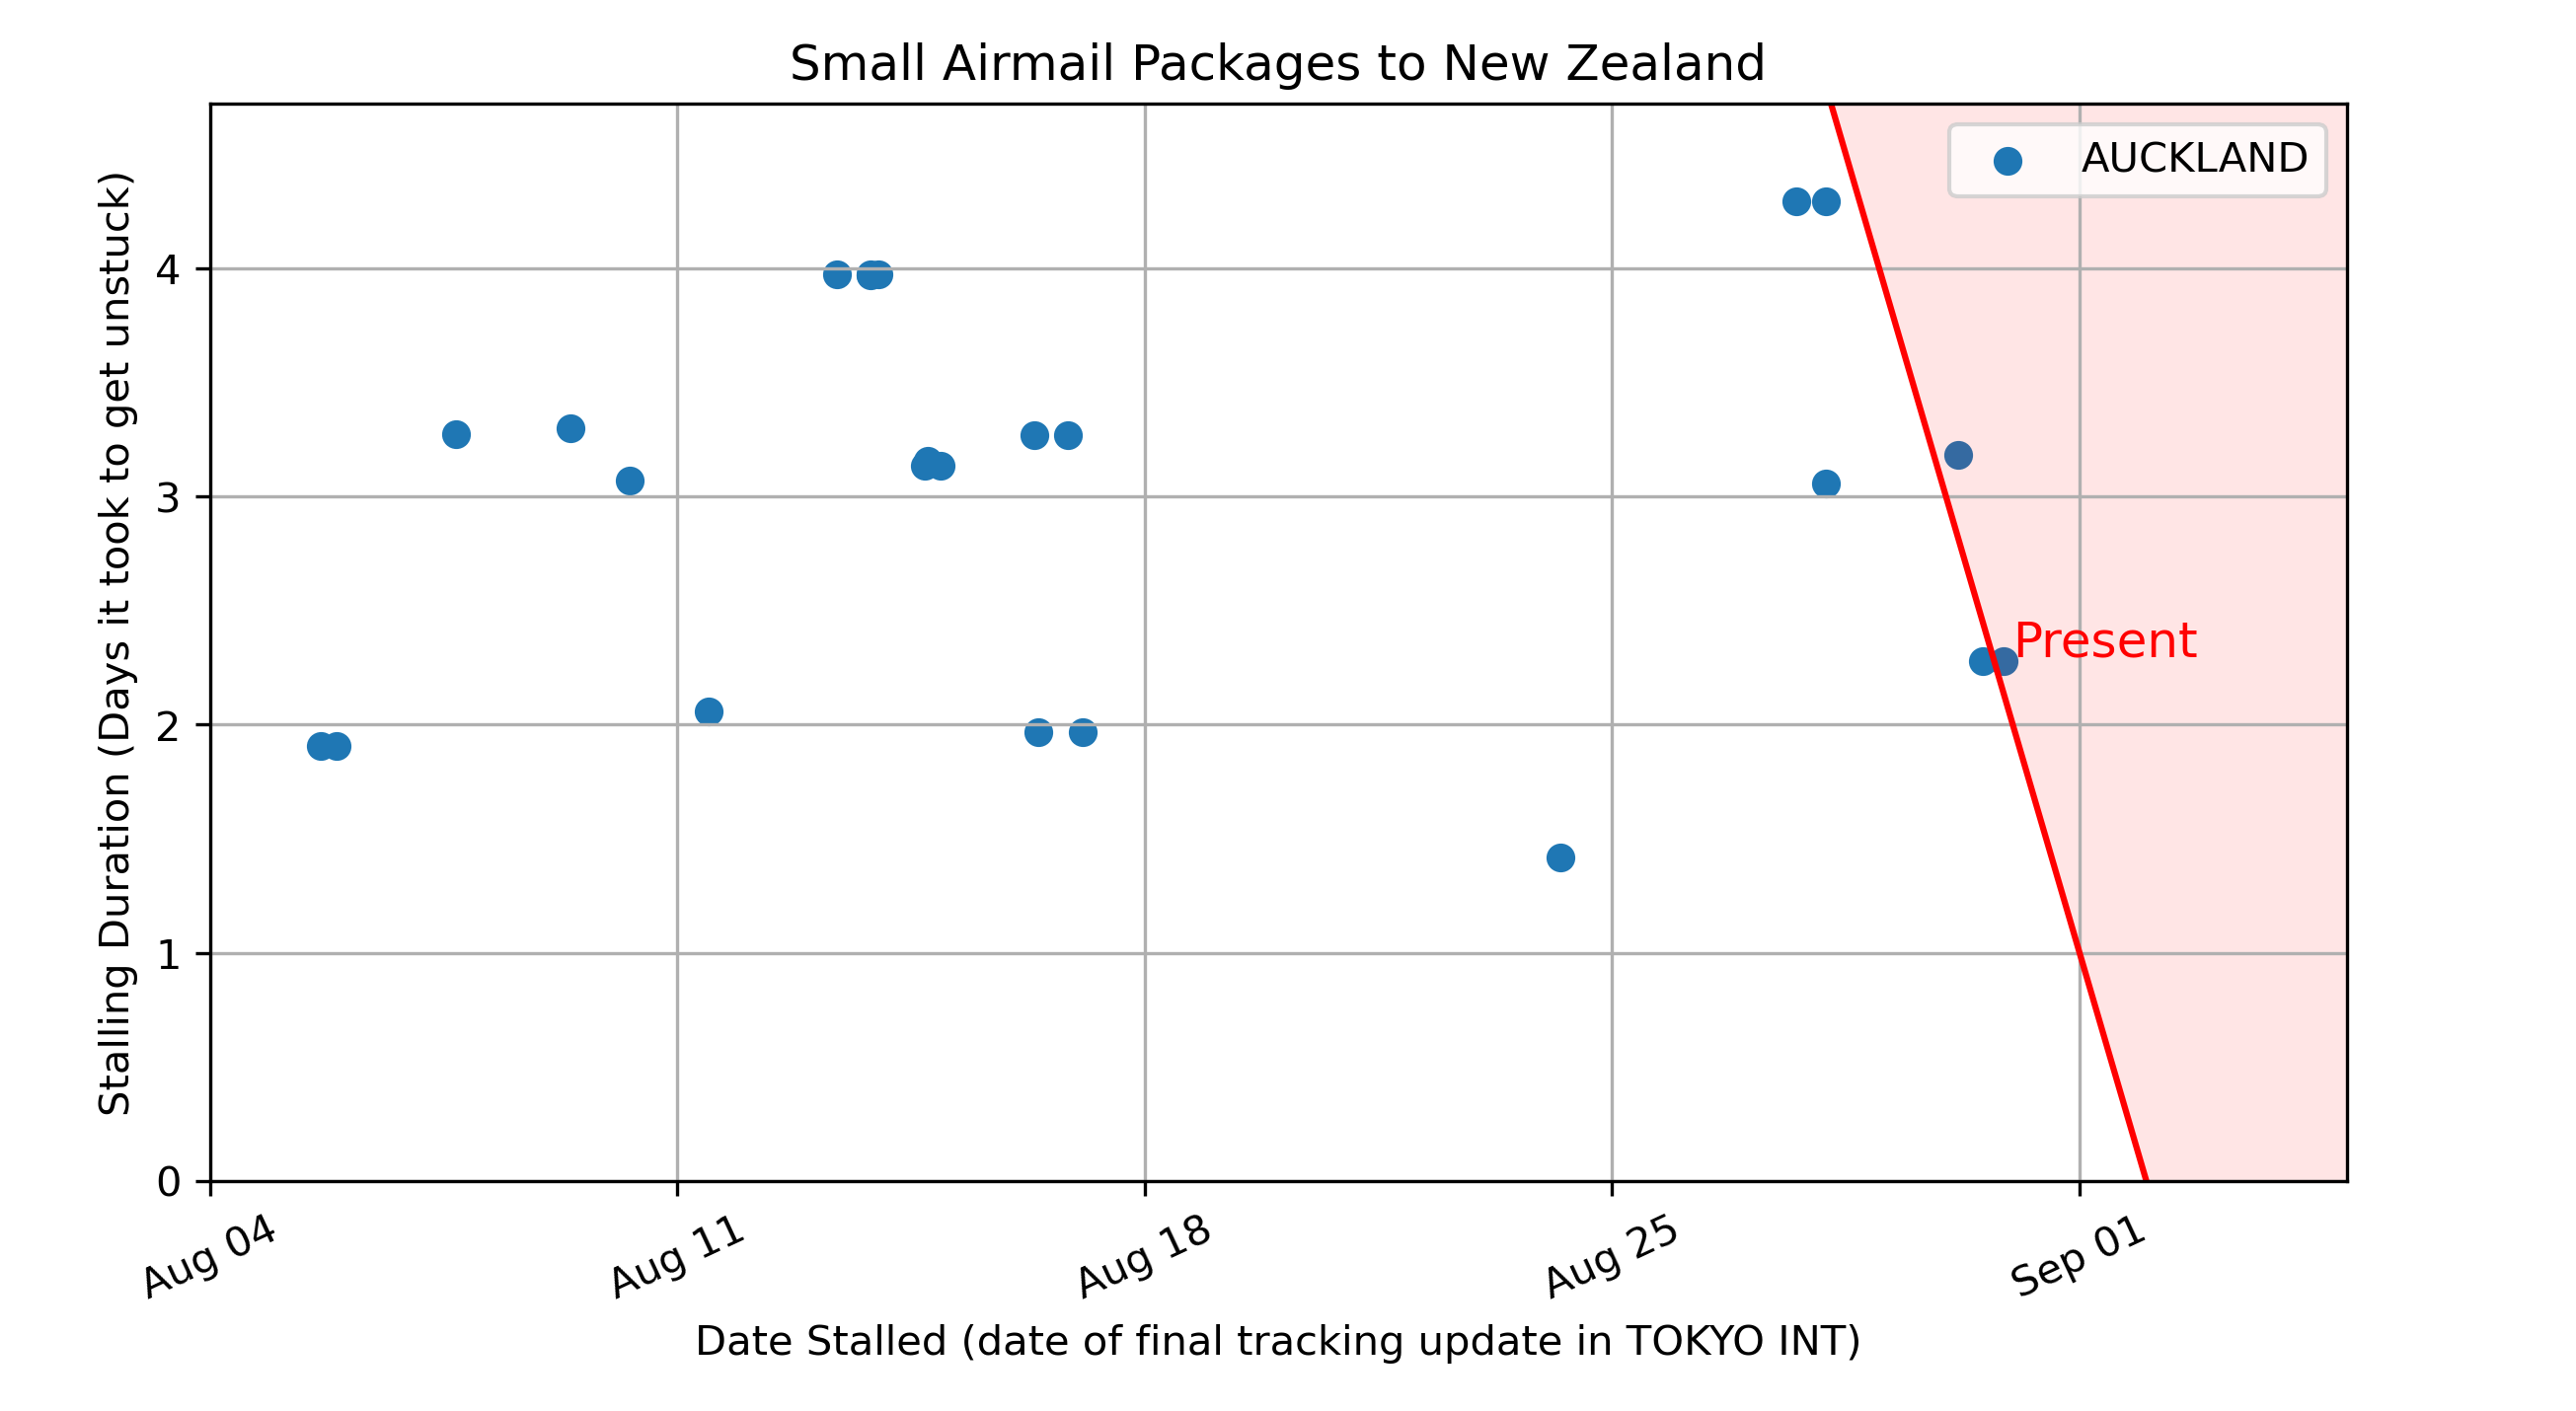 Small Airmail Packages to New Zealand
AUCKLAND
Stalling Duration (Days it took to get unstuck)
4
3
2
1
0
Present
Aug 04
Aug 11
Aug 18
Aug 25
Sep 01
Date Stalled (date of final tracking update in TOKYO INT)